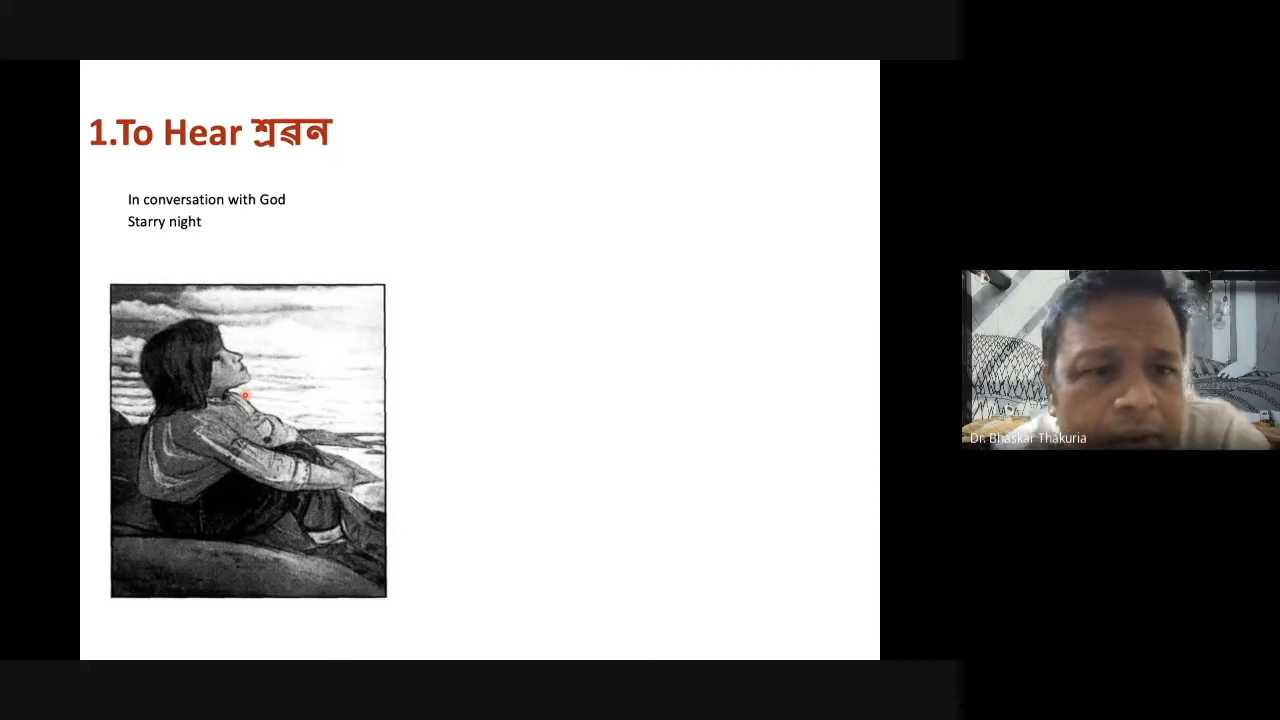 1.To Hear শ্ৰৱন
In conversation with God
Starry night
Dr. Bhaskar Thakuria